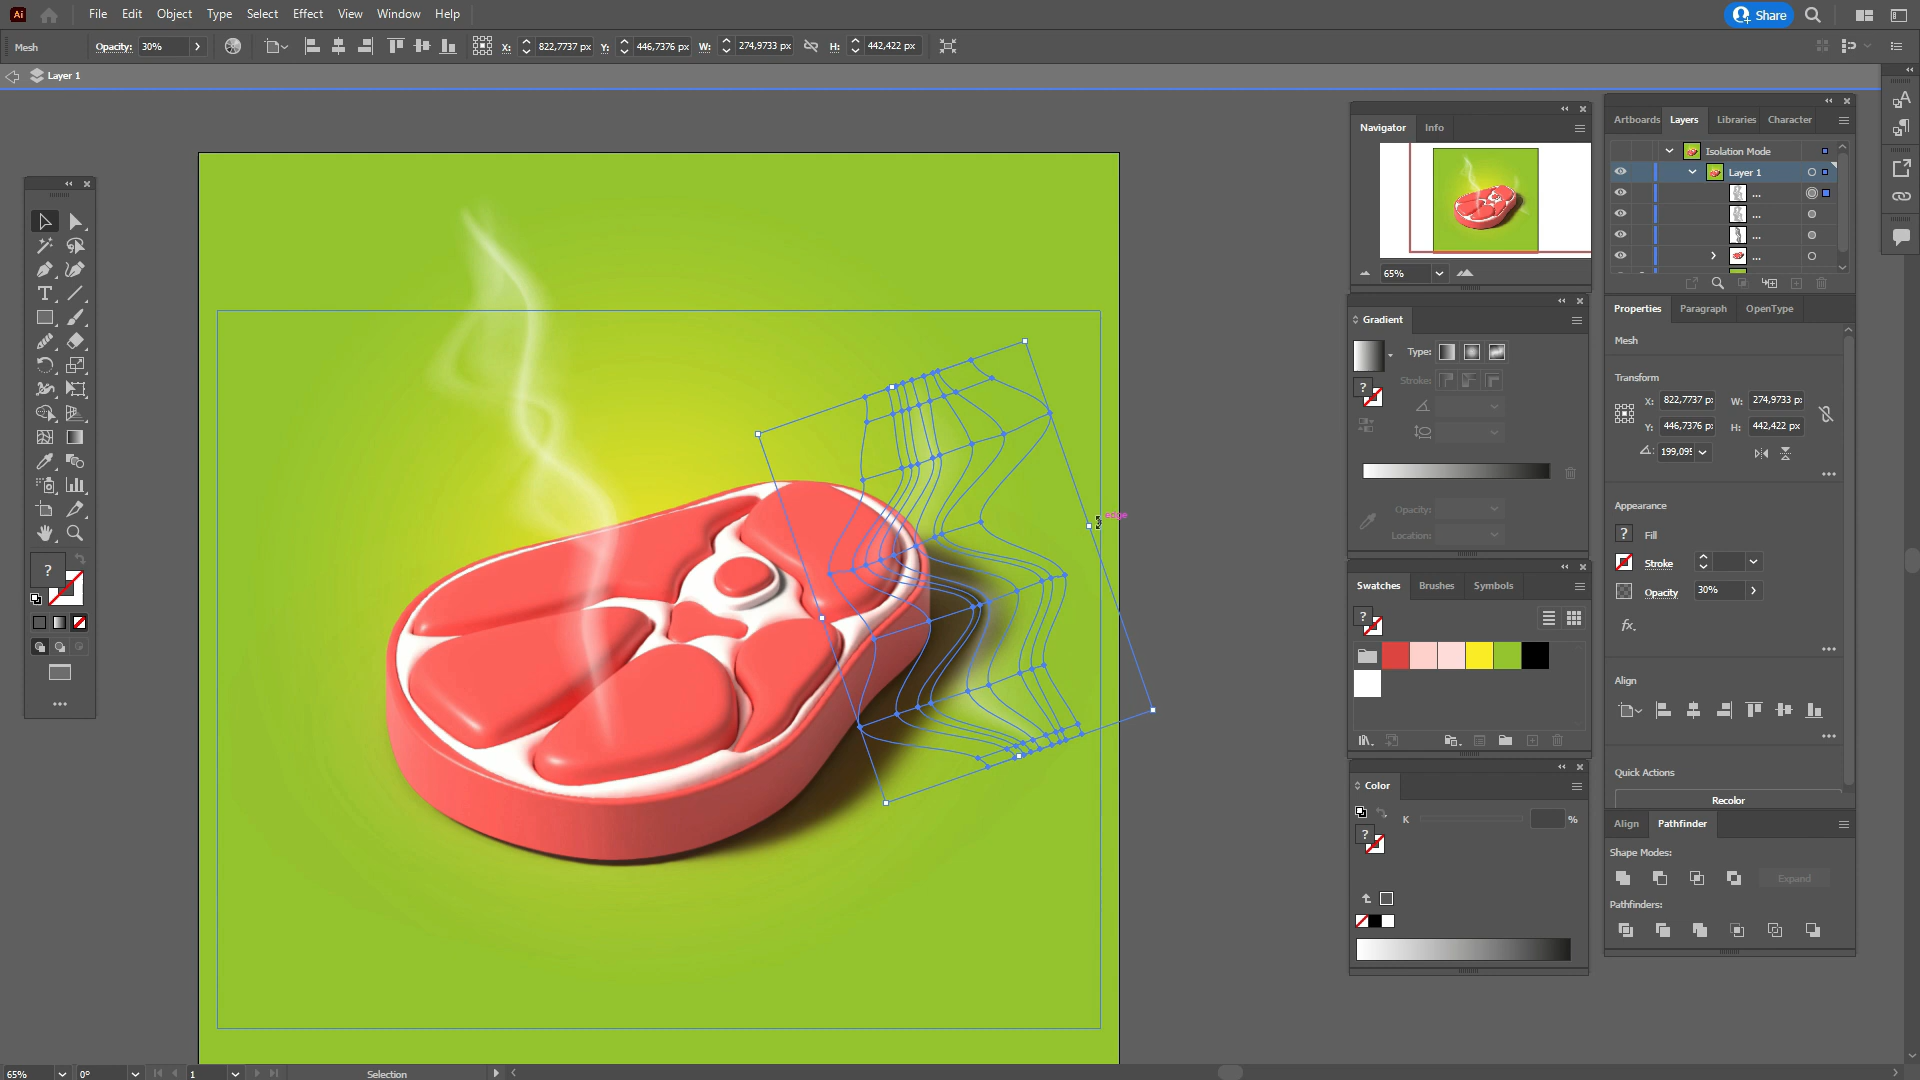 Ai File Edit Object Type Select Effect View Window Help Share
Mesh Opacity: 30% X: 822,7737 px Y: 446,7376 px W: 274,9733 px H: 442,422 px
Layer 1
Navigator Info
65%
Gradient
Type:
Stroke:
?
Opacity:
Location:
Swatches Brushes Symbols
?
Color
K %
?
Artboards Layers Libraries Character
Isolation Mode
Layer 1
...
...
...
...
Properties Paragraph OpenType
Mesh
Transform
X: 822,7737 p W: 274,9733 p
Y: 446,7376 px H: 442,422 px
199,095
Appearance
? Fill
Stroke
Opacity 30%
fx.
Align
Quick Actions
Recolor
Align Pathfinder
Shape Modes:
Expand
Pathfinders:
edge
T
?
65% 0° 1 Selection